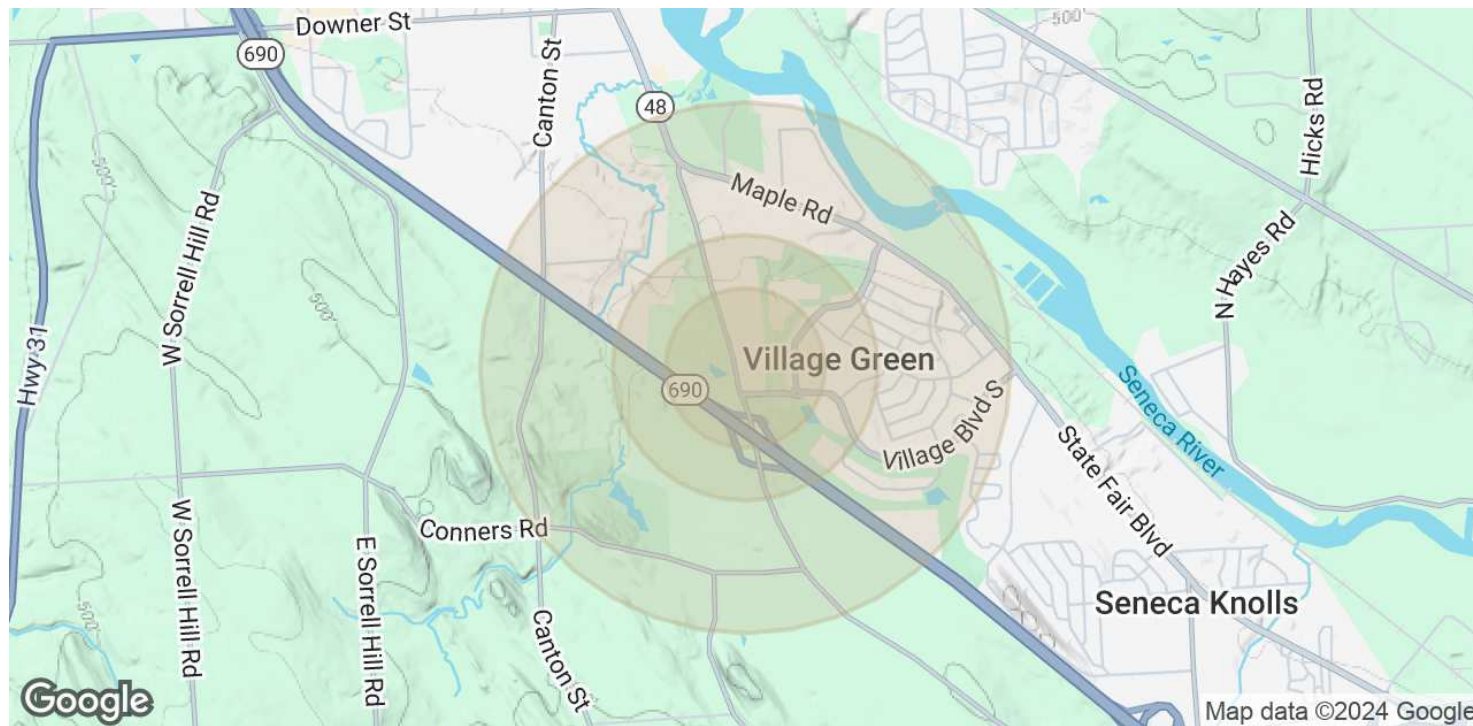 Downer St
690
500'
Canton St
48
Hicks Rd
500'
Maple Rd
W Sorrell Hill Rd
N Hayes Rd
500'
Hwy 31
Village Green
690
Seneca River
Village Blvd S
State Fair Blvd
Conners Rd
W Sorrell Hill Rd
E Sorrell Hill Rd
500'
Seneca Knolls
Canton St
Google
Map data ©2024 Google